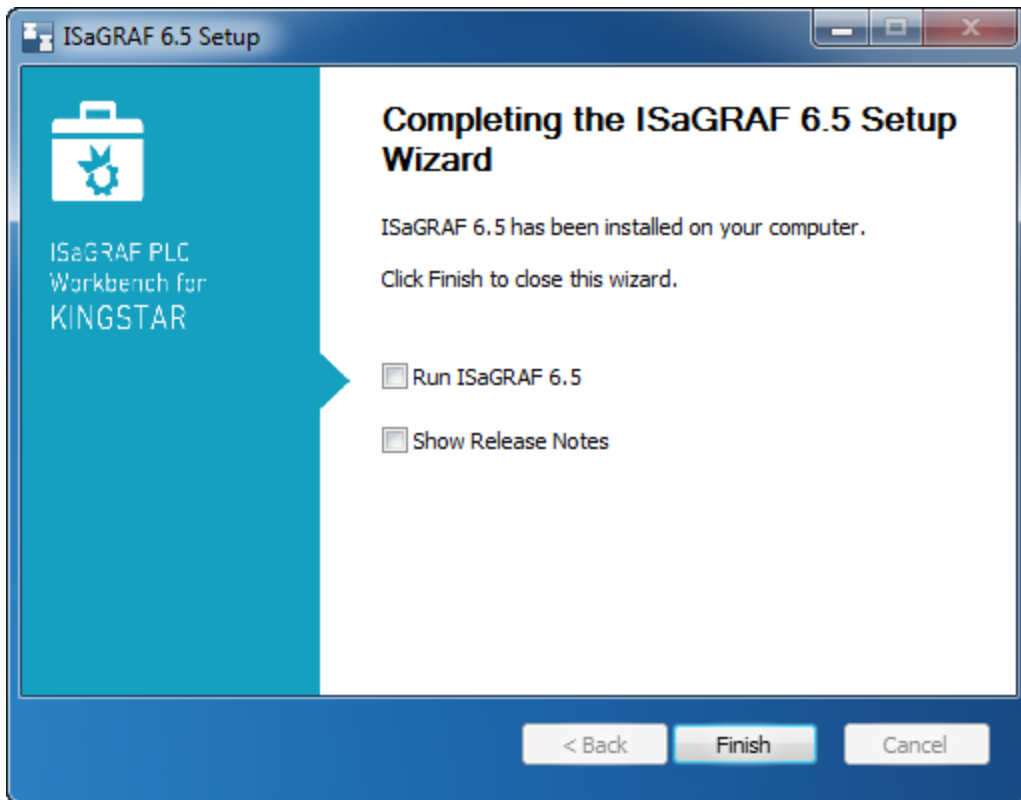 ISaGRAF 6.5 Setup
ISaGRAF PLC
Workbench for
KINGSTAR
Completing the ISaGRAF 6.5 Setup
Wizard
ISaGRAF 6.5 has been installed on your computer.
Click Finish to close this wizard.
Run ISaGRAF 6.5
Show Release Notes
< Back
Finish
Cancel